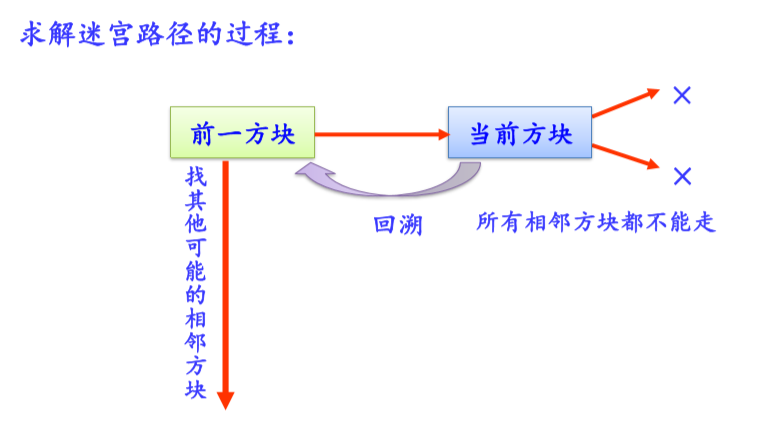 求解迷宫路径的过程：
前一方块
当前方块
×
×
找其他可能的相邻方块
回溯
所有相邻方块都不能走